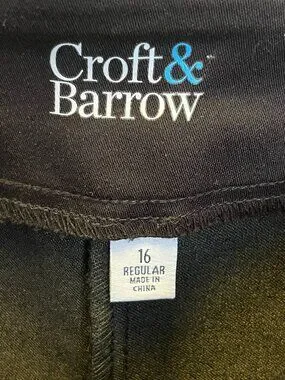 Croft&
Barrow
16
REGULAR
MADE IN
CHINA